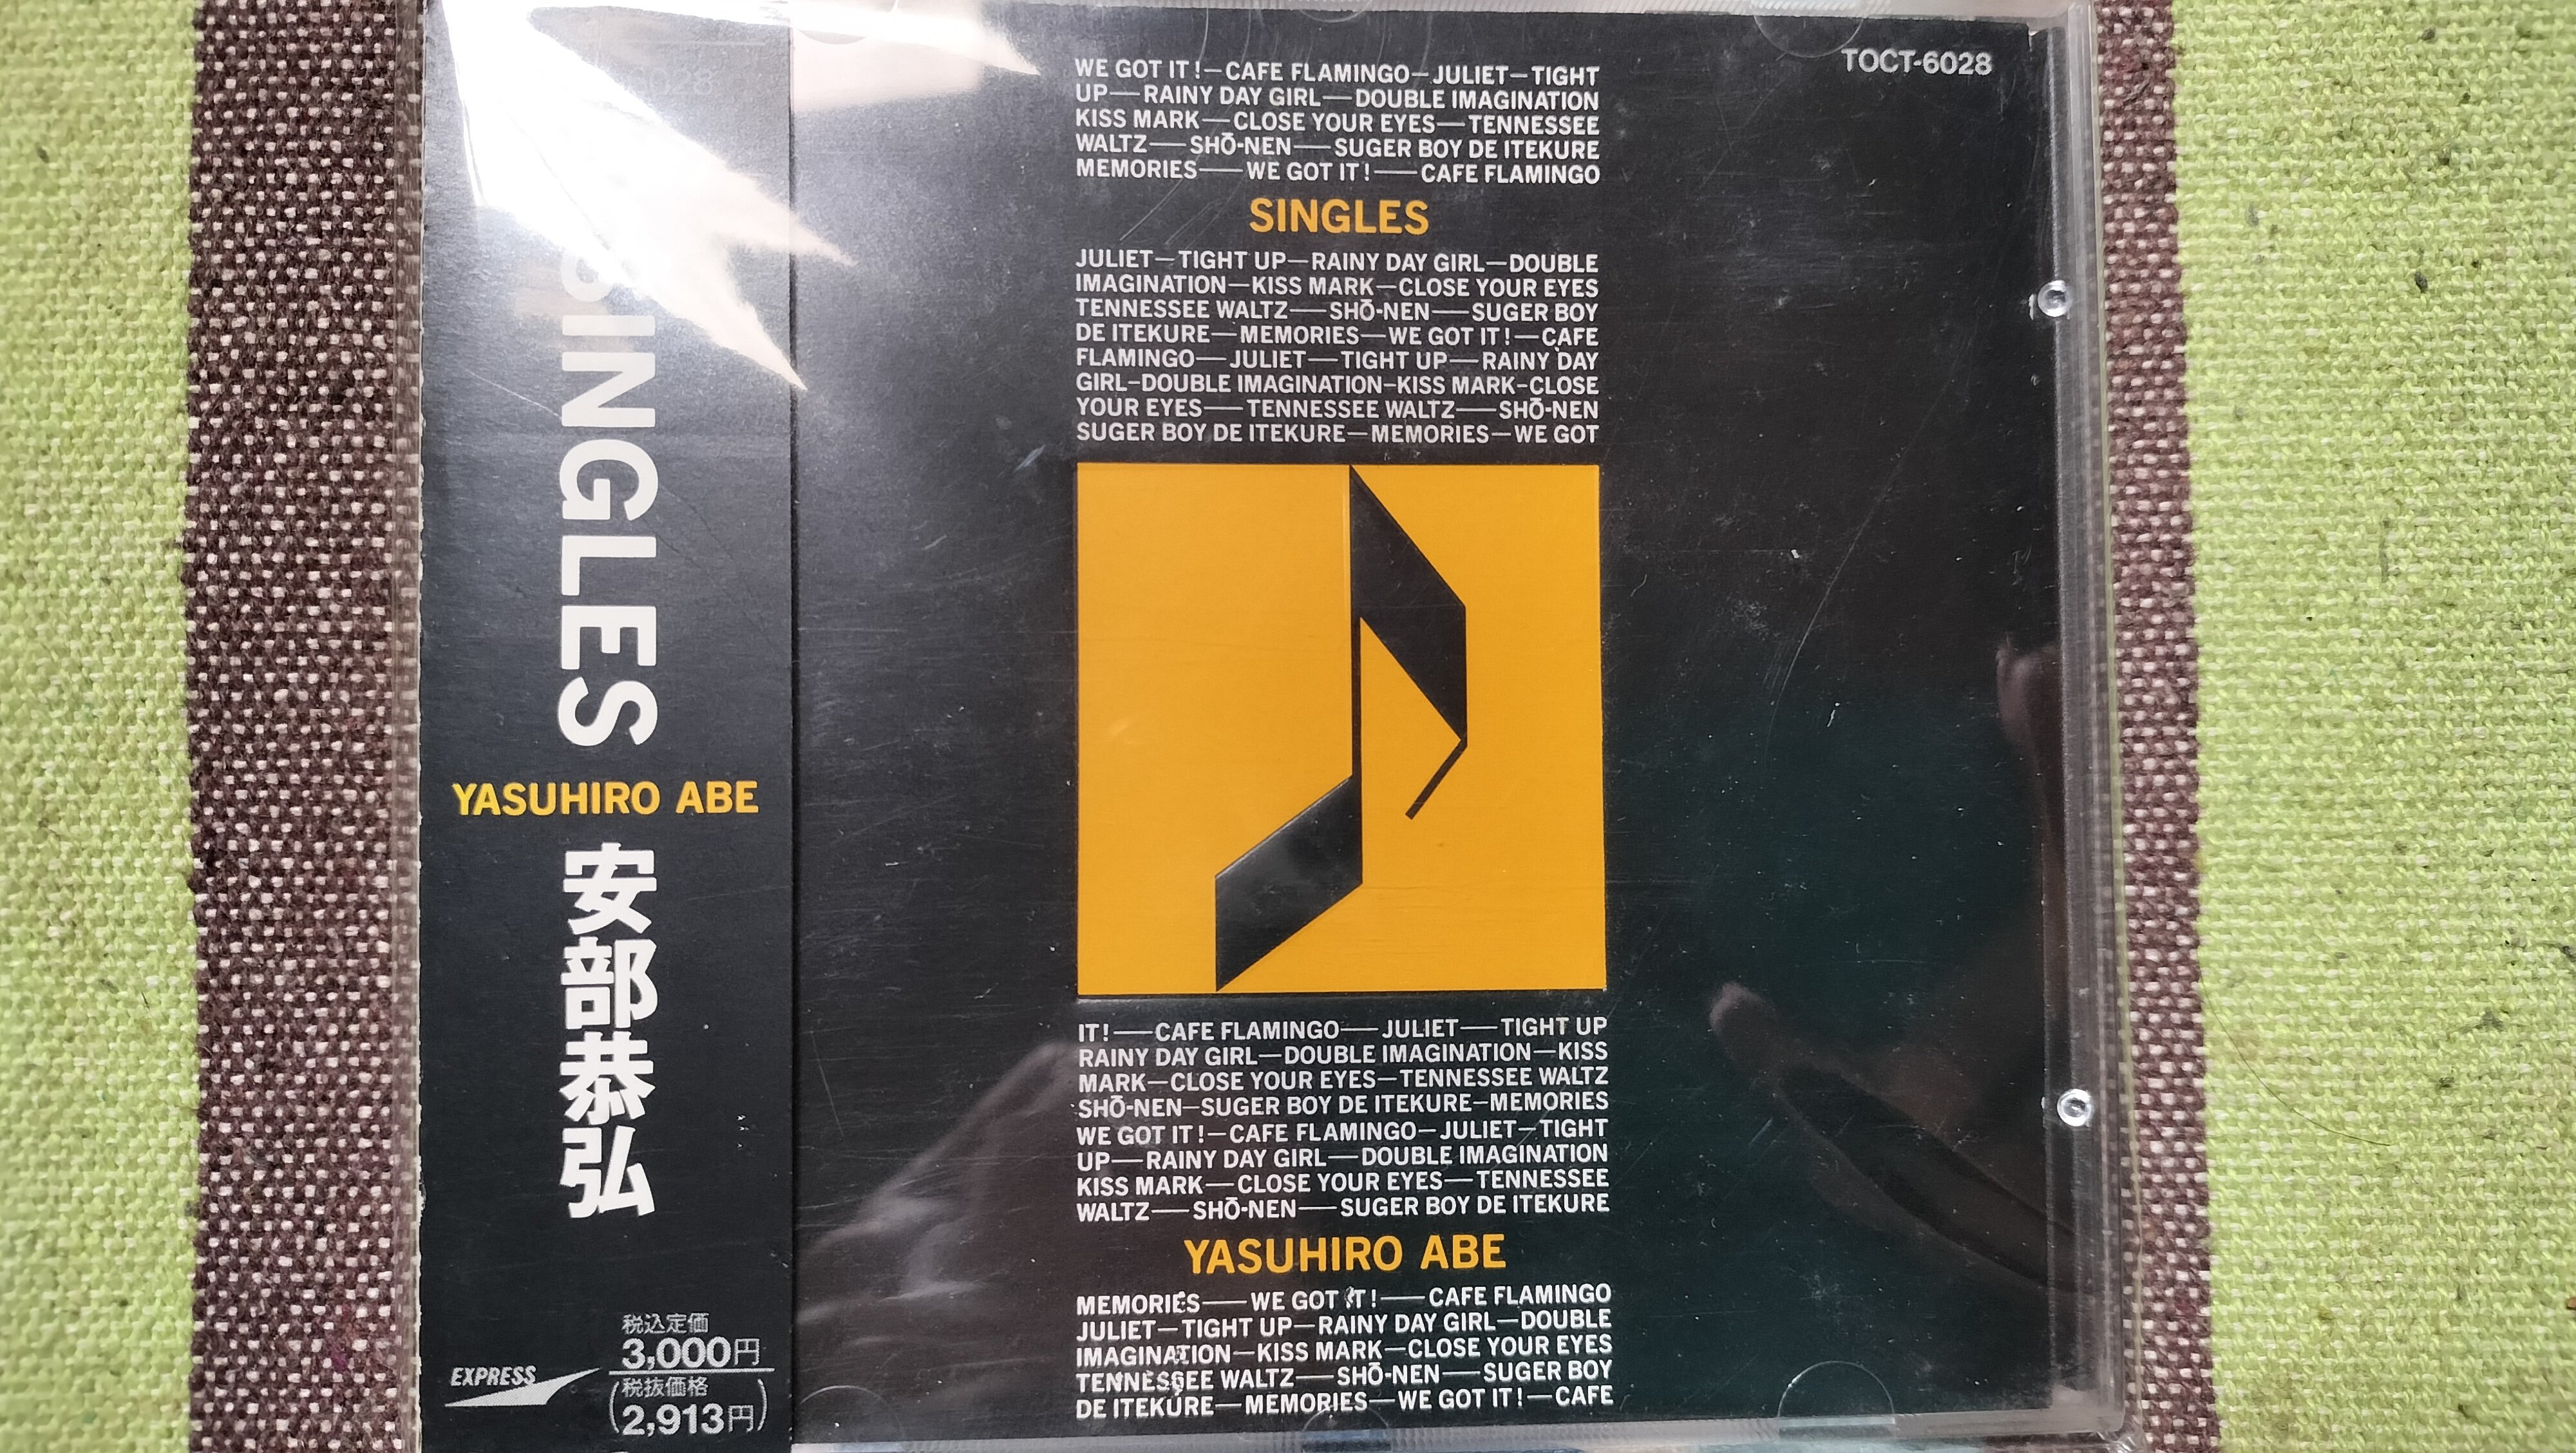 SINGLES
YASUHIRO ABE
安部恭弘
EXPRESS
税込定価
3,000円
(税抜価格
2,913円)
TOCT-6028
WE GOT IT!—CAFE FLAMINGO—JULIET—TIGHT
UP—RAINY DAY GIRL—DOUBLE IMAGINATION
KISS MARK—CLOSE YOUR EYES—TENNESSEE
WALTZ—SHŌ-NEN—SUGER BOY DE ITEKURE
MEMORIES—WE GOT IT!—CAFE FLAMINGO
SINGLES
JULIET—TIGHT UP—RAINY DAY GIRL—DOUBLE
IMAGINATION—KISS MARK—CLOSE YOUR EYES
TENNESSEE WALTZ—SHŌ-NEN—SUGER BOY
DE ITEKURE—MEMORIES—WE GOT IT!—CAFE
FLAMINGO—JULIET—TIGHT UP—RAINY DAY
GIRL—DOUBLE IMAGINATION—KISS MARK—CLOSE
YOUR EYES—TENNESSEE WALTZ—SHŌ-NEN
SUGER BOY DE ITEKURE—MEMORIES—WE GOT
IT!—CAFE FLAMINGO—JULIET—TIGHT UP
RAINY DAY GIRL—DOUBLE IMAGINATION—KISS
MARK—CLOSE YOUR EYES—TENNESSEE WALTZ
SHŌ-NEN—SUGER BOY DE ITEKURE—MEMORIES
WE GOT IT!—CAFE FLAMINGO—JULIET—TIGHT
UP—RAINY DAY GIRL—DOUBLE IMAGINATION
KISS MARK—CLOSE YOUR EYES—TENNESSEE
WALTZ—SHŌ-NEN—SUGER BOY DE ITEKURE
YASUHIRO ABE
MEMORIES—WE GOT IT!—CAFE FLAMINGO
JULIET—TIGHT UP—RAINY DAY GIRL—DOUBLE
IMAGINATION—KISS MARK—CLOSE YOUR EYES
TENNESSEE WALTZ—SHŌ-NEN—SUGER BOY
DE ITEKURE—MEMORIES—WE GOT IT!—CAFE